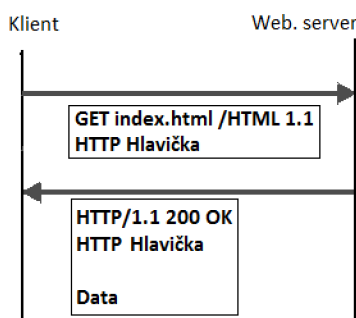 Klient
Web. server
GET index.html /HTML 1.1
HTTP Hlavička
HTTP/1.1 200 OK
HTTP Hlavička
Data